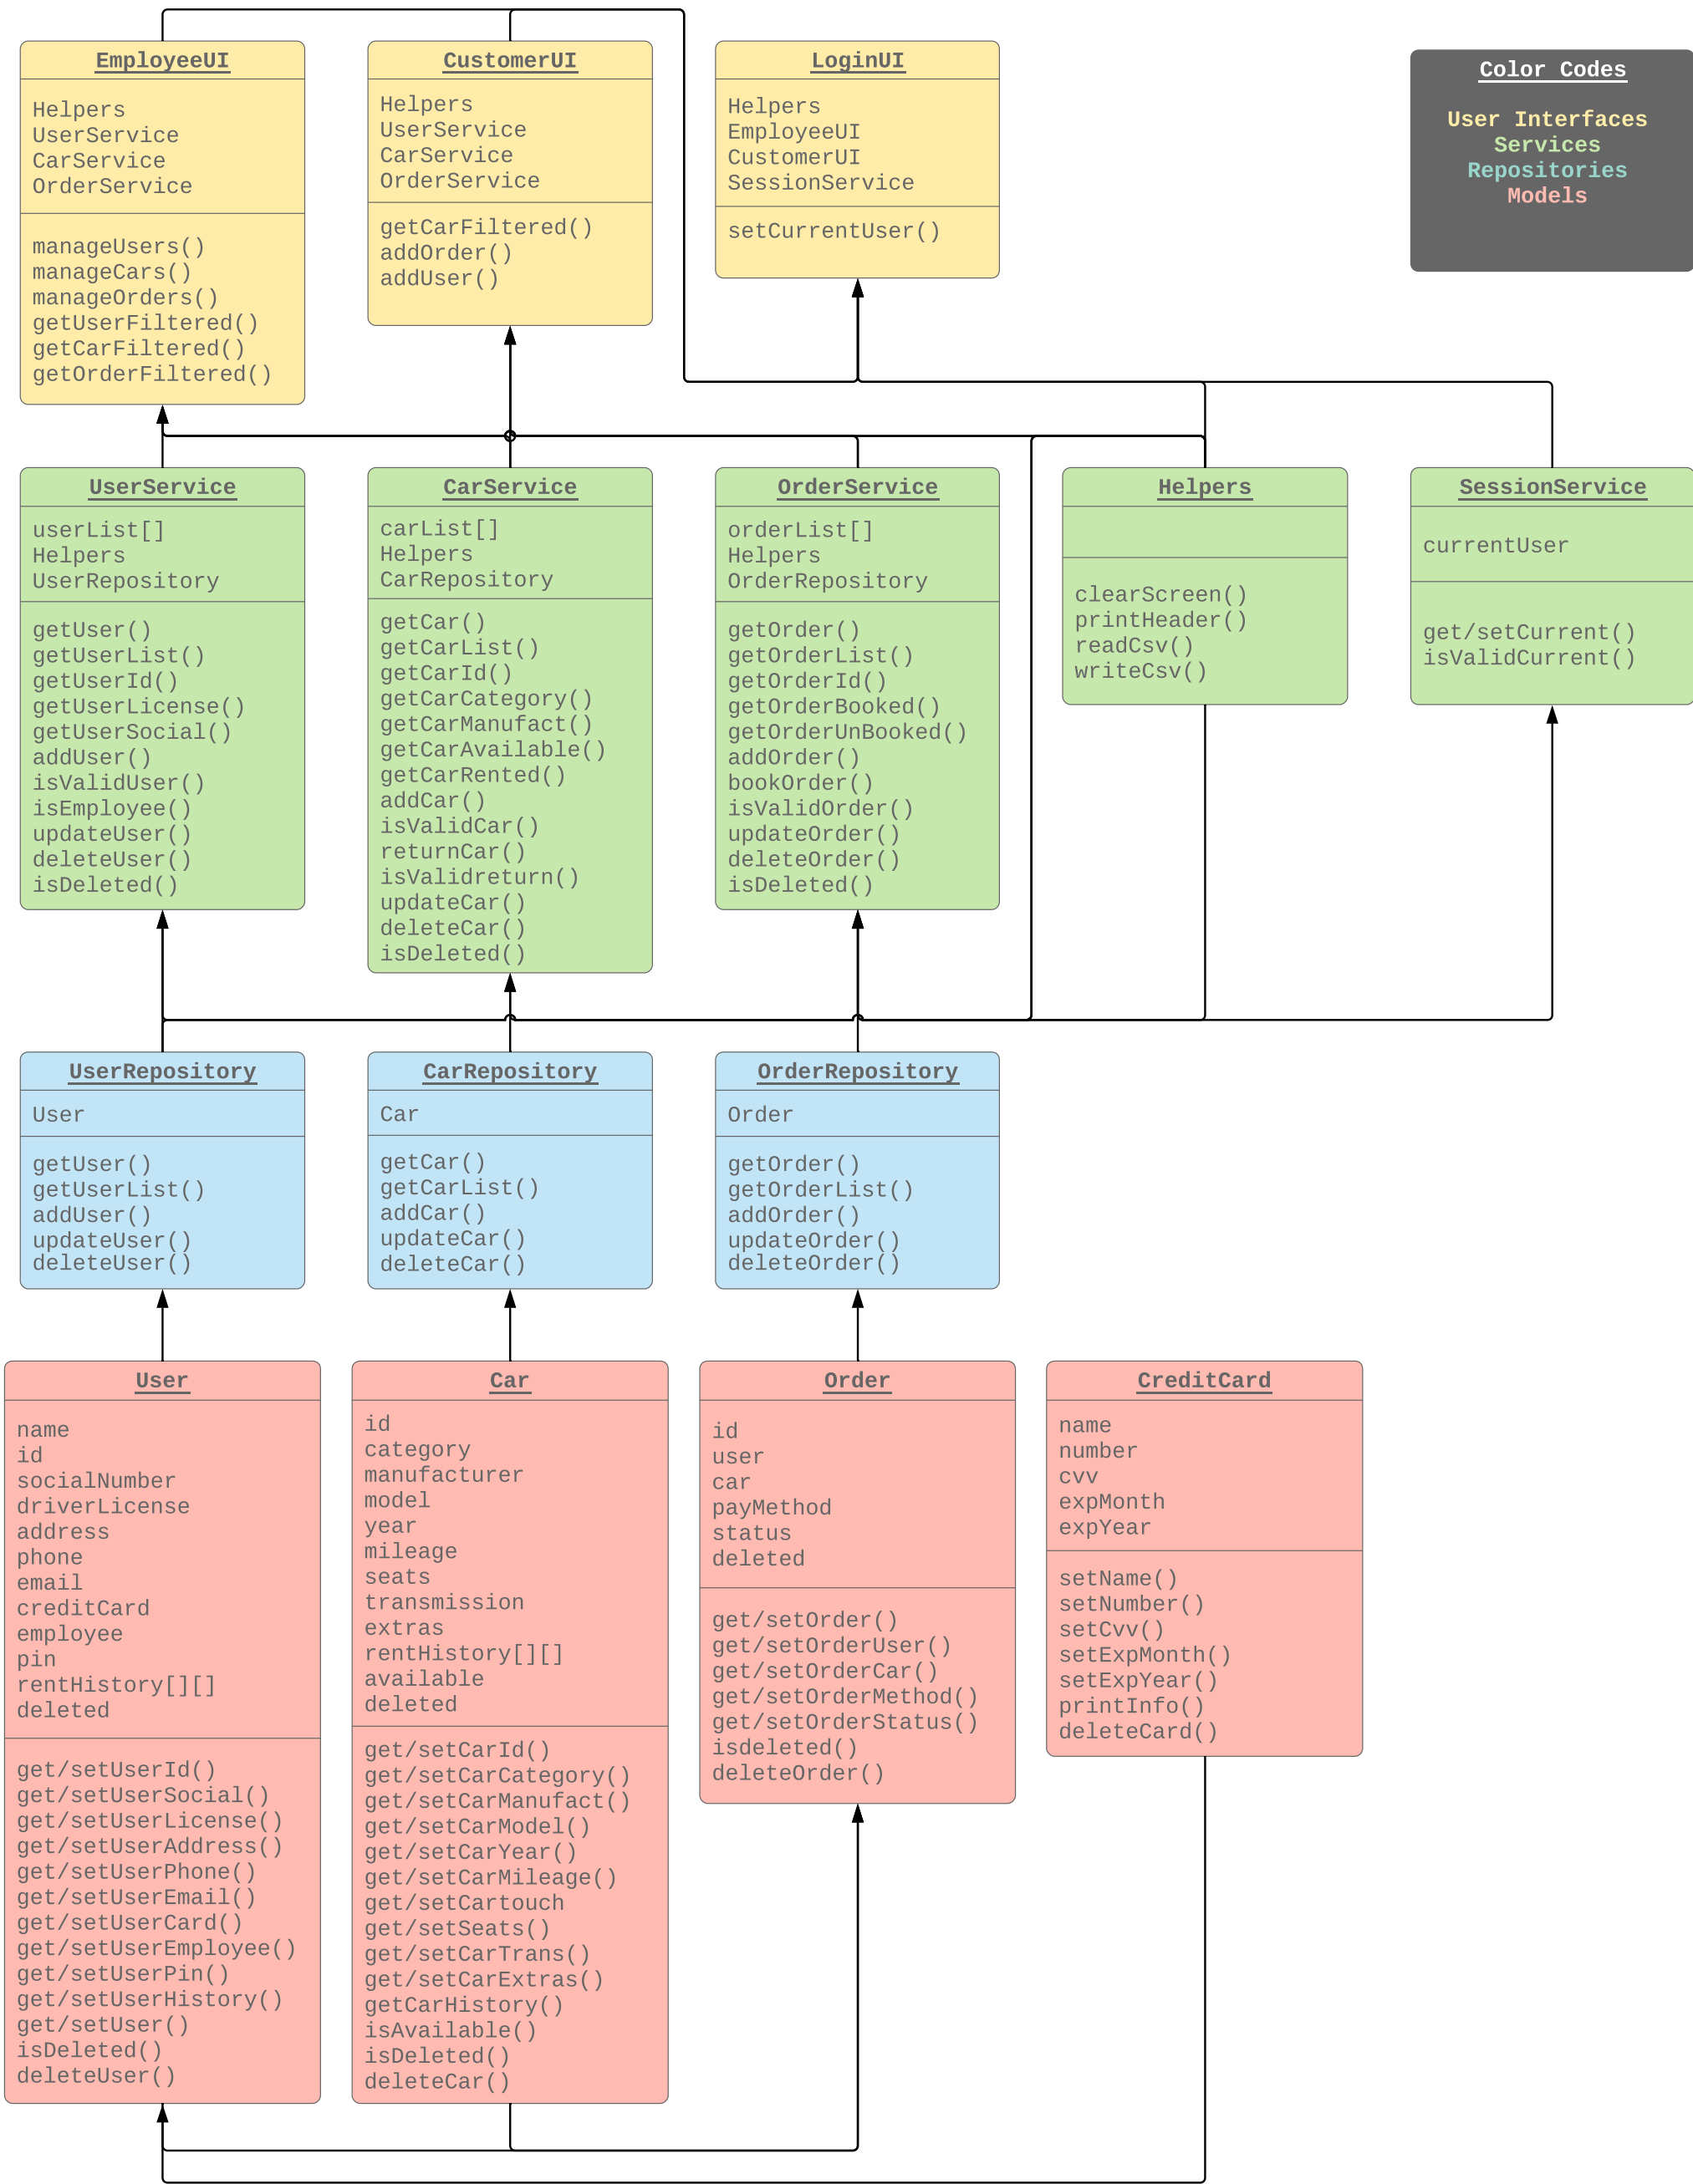 EmployeeUI
Helpers
UserService
CarService
OrderService
manageUsers()
manageCars()
manageOrders()
getUserFiltered()
getCarFiltered()
getOrderFiltered()
CustomerUI
Helpers
UserService
CarService
OrderService
getCarFiltered()
addOrder()
addUser()
LoginUI
Helpers
EmployeeUI
CustomerUI
SessionService
setCurrentUser()
Color Codes
User Interfaces
Services
Repositories
Models
UserService
userList[]
Helpers
UserRepository
getUser()
getUserList()
getUserId()
getUserLicense()
getUserSocial()
addUser()
isValidUser()
isEmployee()
updateUser()
deleteUser()
isDeleted()
CarService
carList[]
Helpers
CarRepository
getCar()
getCarList()
getCarId()
getCarCategory()
getCarManufact()
getCarAvailable()
getCarRented()
addCar()
isValidCar()
returnCar()
isValidreturn()
updateCar()
deleteCar()
isDeleted()
OrderService
orderList[]
Helpers
OrderRepository
getOrder()
getOrderList()
getOrderId()
getOrderBooked()
getOrderUnBooked()
addOrder()
bookOrder()
isValidOrder()
updateOrder()
deleteOrder()
isDeleted()
Helpers
clearScreen()
printHeader()
readCsv()
writeCsv()
SessionService
currentUser
get/setCurrent()
isValidCurrent()
UserRepository
User
getUser()
getUserList()
addUser()
updateUser()
deleteUser()
CarRepository
Car
getCar()
getCarList()
addCar()
updateCar()
deleteCar()
OrderRepository
Order
getOrder()
getOrderList()
addOrder()
updateOrder()
deleteOrder()
User
name
id
socialNumber
driverLicense
address
phone
email
creditCard
employee
pin
rentHistory[][]
deleted
get/setUserId()
get/setUserSocial()
get/setUserLicense()
get/setUserAddress()
get/setUserPhone()
get/setUserEmail()
get/setUserCard()
get/setUserEmployee()
get/setUserPin()
get/setUserHistory()
get/setUser()
isDeleted()
deleteUser()
Car
id
category
manufacturer
model
year
mileage
seats
transmission
extras
rentHistory[][]
available
deleted
get/setCarId()
get/setCarCategory()
get/setCarManufact()
get/setCarModel()
get/setCarYear()
get/setCarMileage()
get/setCartouch
get/setSeats()
get/setCarTrans()
get/setCarExtras()
getCarHistory()
isAvailable()
isDeleted()
deleteCar()
Order
id
user
car
payMethod
status
deleted
get/setOrder()
get/setOrderUser()
get/setOrderCar()
get/setOrderMethod()
get/setOrderStatus()
isdeleted()
deleteOrder()
CreditCard
name
number
cvv
expMonth
expYear
setName()
setNumber()
setCvv()
setExpMonth()
setExpYear()
printInfo()
deleteCard()